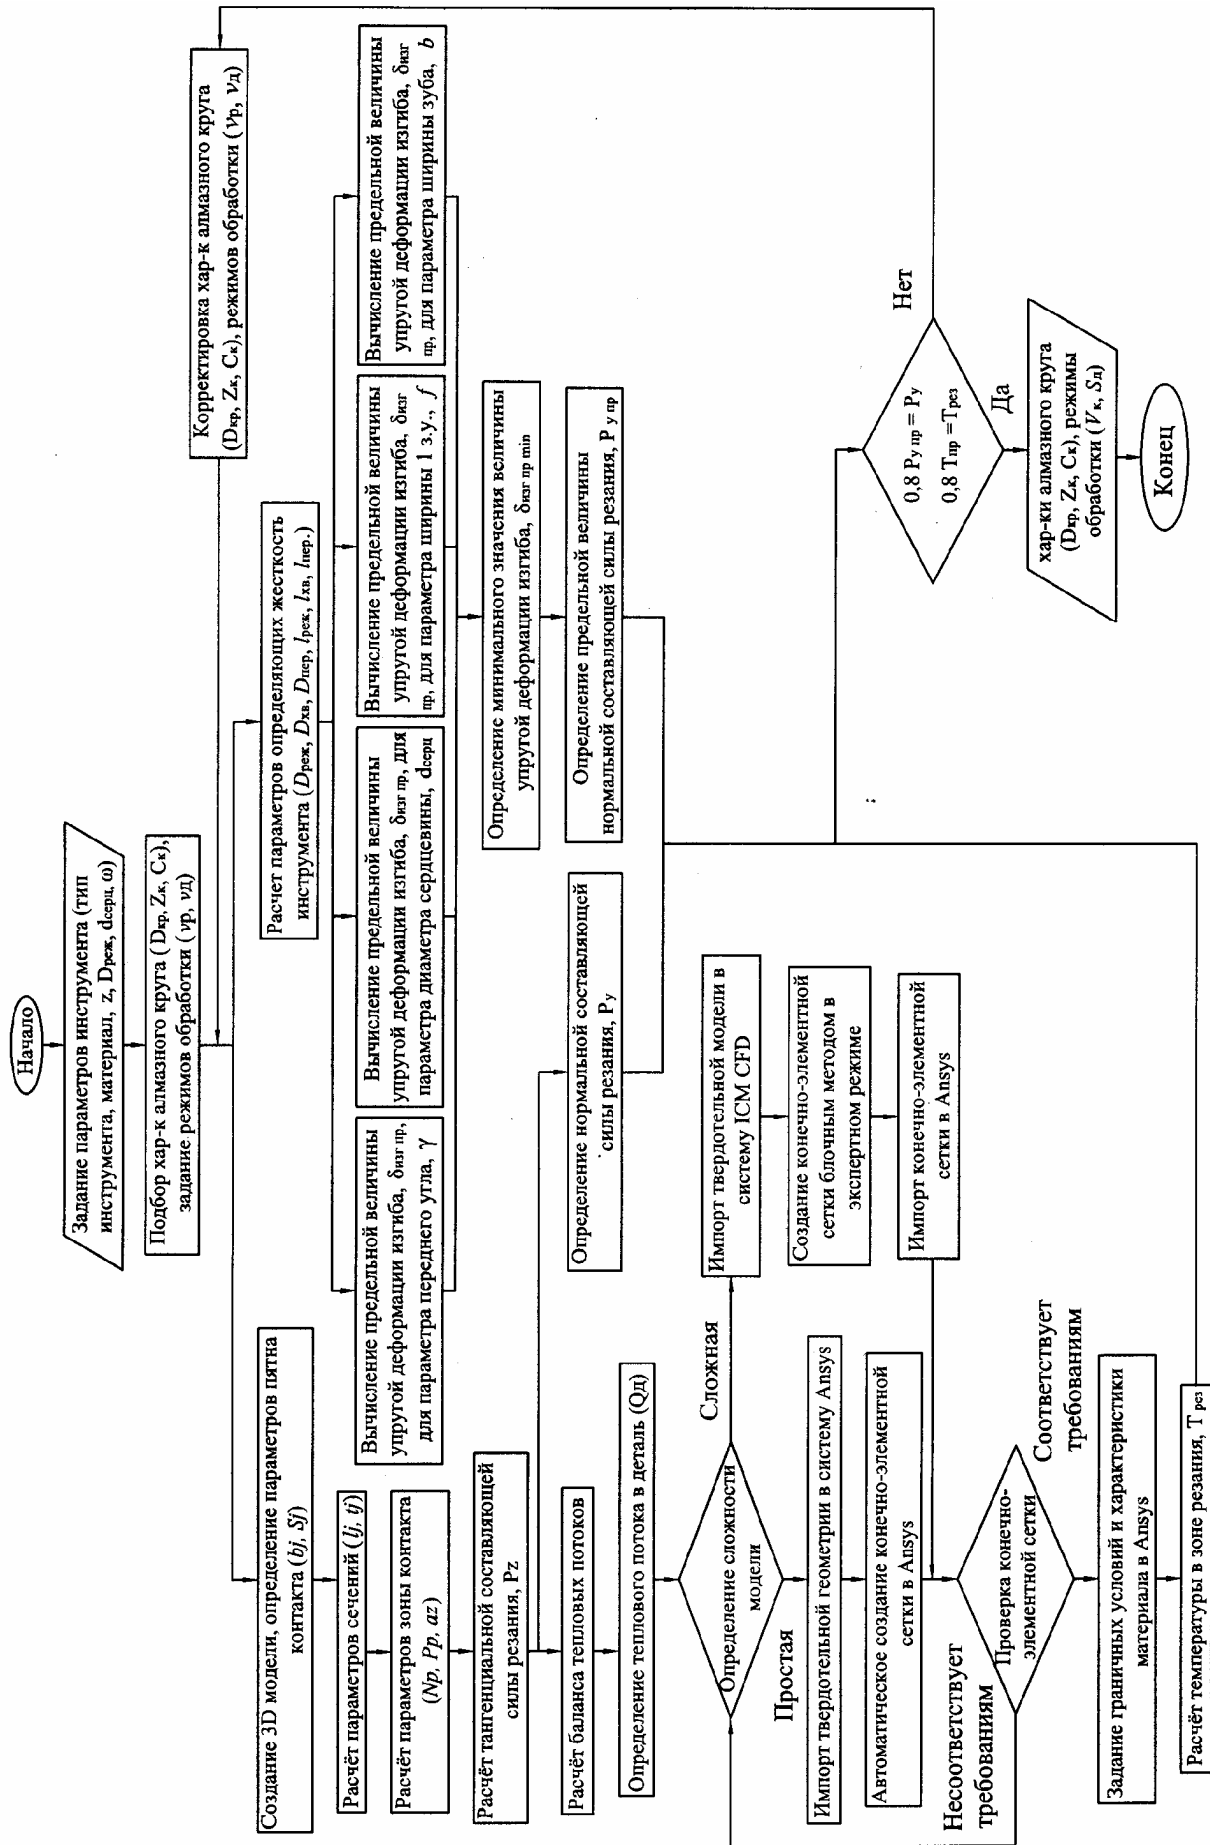 Начало
Задание параметров инструмента (тип
инструмента, материал, z, Dреж, dсерц, ω)
Подбор хар-к алмазного круга (Dкр, Zк, Cк),
задание режимов обработки (νр, νд)
Корректировка хар-к алмазного круга
(Dкр, Zк, Cк), режимов обработки (νр, νд)
Создание 3D модели, определение параметров пятна
контакта (bj, Sj)
Расчёт параметров сечений (lj, tj)
Расчёт параметров зоны контакта
(Np, Pp, az)
Расчёт тангенциальной составляющей
силы резания, Pz
Расчёт баланса тепловых потоков
Определение теплового потока в деталь (Qд)
Определение сложности
модели
Сложная
Простая
Импорт твердотельной геометрии в систему Ansys
Автоматическое создание конечно-элементной
сетки в Ansys
Импорт твердотельной модели в
систему ICM CFD
Создание конечно-элементной
сетки блочным методом в
экспертном режиме
Импорт конечно-элементной
сетки в Ansys
Несоответствует
требованиям
Проверка конечно-
элементной сетки
Соответствует
требованиям
Задание граничных условий и характеристики
материала в Ansys
Расчёт температуры в зоне резания, T рез
Расчет параметров определяющих жесткость
инструмента (Dреж, Dхв, Dпер, lреж, lхв, lпер.)
Вычисление предельной величины
упругой деформации изгиба, δизг пр,
для параметра переднего угла, γ
Вычисление предельной величины
упругой деформации изгиба, δизг пр, для
параметра диаметра сердцевины, dсерц
Вычисление предельной величины
упругой деформации изгиба, δизг
пр, для параметра ширины 1 з.у., f
Вычисление предельной величины
упругой деформации изгиба, δизг
пр, для параметра ширины зуба, b
Определение минимального значения величины
упругой деформации изгиба, δизг пр min
Определение нормальной составляющей
силы резания, Py
Определение предельной величины
нормальной составляющей силы резания, P у пр
0,8 Pу пр = Py
0,8 Tпр =Tрез
Нет
Да
хар-ки алмазного круга
(Dкр, Zк, Cк), режимы
обработки (Vк, Sд)
Конец